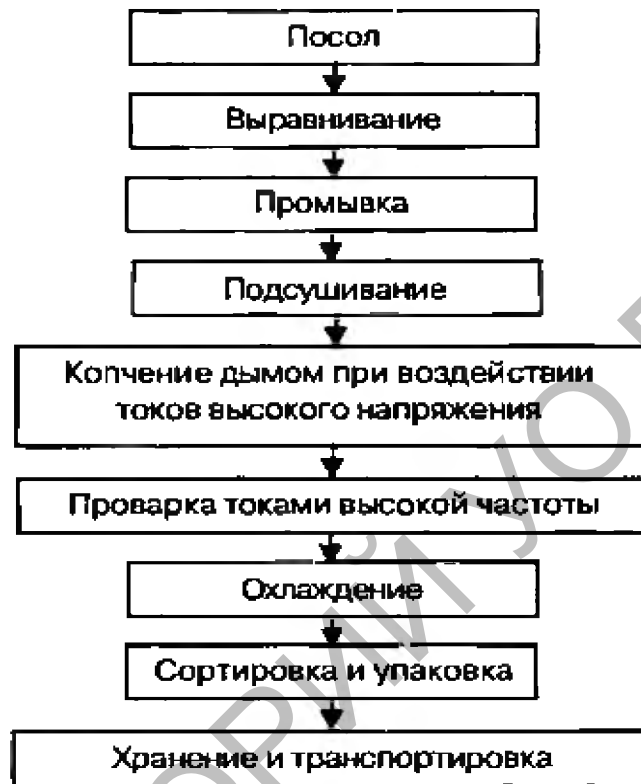 Посол
Выравнивание
Промывка
Подсушивание
Копчение дымом при воздействии
токов высокого напряжения
Проварка токами высокой частоты
Охлаждение
Сортировка и упаковка
Хранение и транспортировка